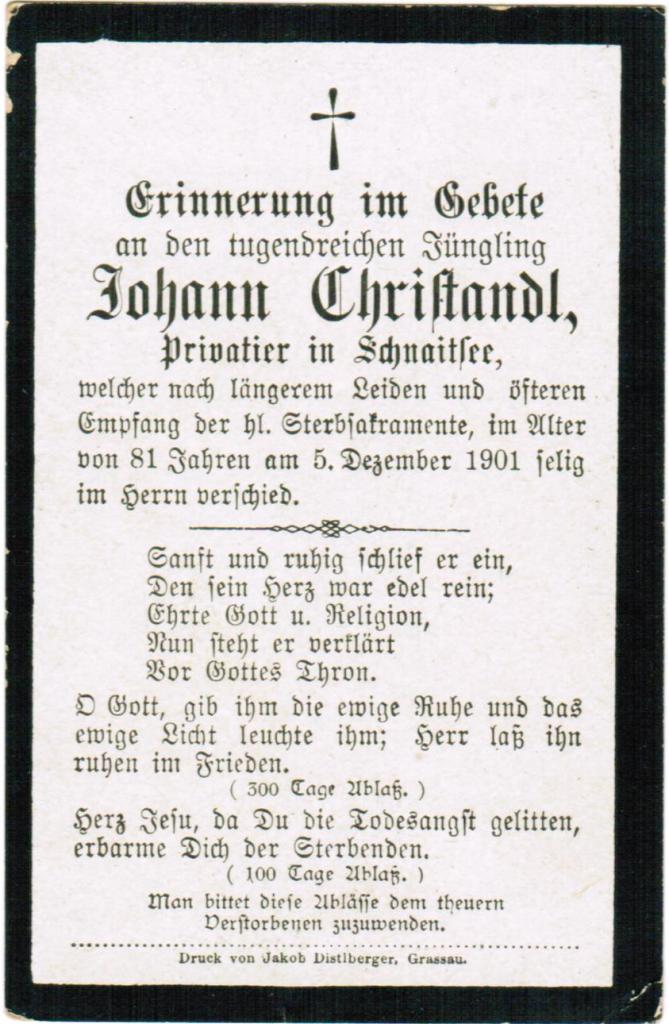 Erinnerung im Gebete
an den tugendreichen Jüngling
Johann Christandl,
Privatier in Schnaitsee,
welcher nach längerem Leiden und öfteren
Empfang der hl. Sterbsakramente, im Alter
von 81 Jahren am 5. Dezember 1901 selig
im Herrn verschied.
Sanft und ruhig schlief er ein,
Den sein Herz war edel rein;
Ehrte Gott u. Religion,
Nun steht er verklärt
Vor Gottes Thron.
O Gott, gib ihm die ewige Ruhe und das
ewige Licht leuchte ihm; Herr laß ihn
ruhen im Frieden.
( 300 Tage Ablaß. )
Herz Jesu, da Du die Todesangst gelitten,
erbarme Dich der Sterbenden.
( 100 Tage Ablaß. )
Man bittet diese Ablässe dem theuern
Verstorbenen zuzuwenden.
Druck von Jakob Distlberger, Grassau.